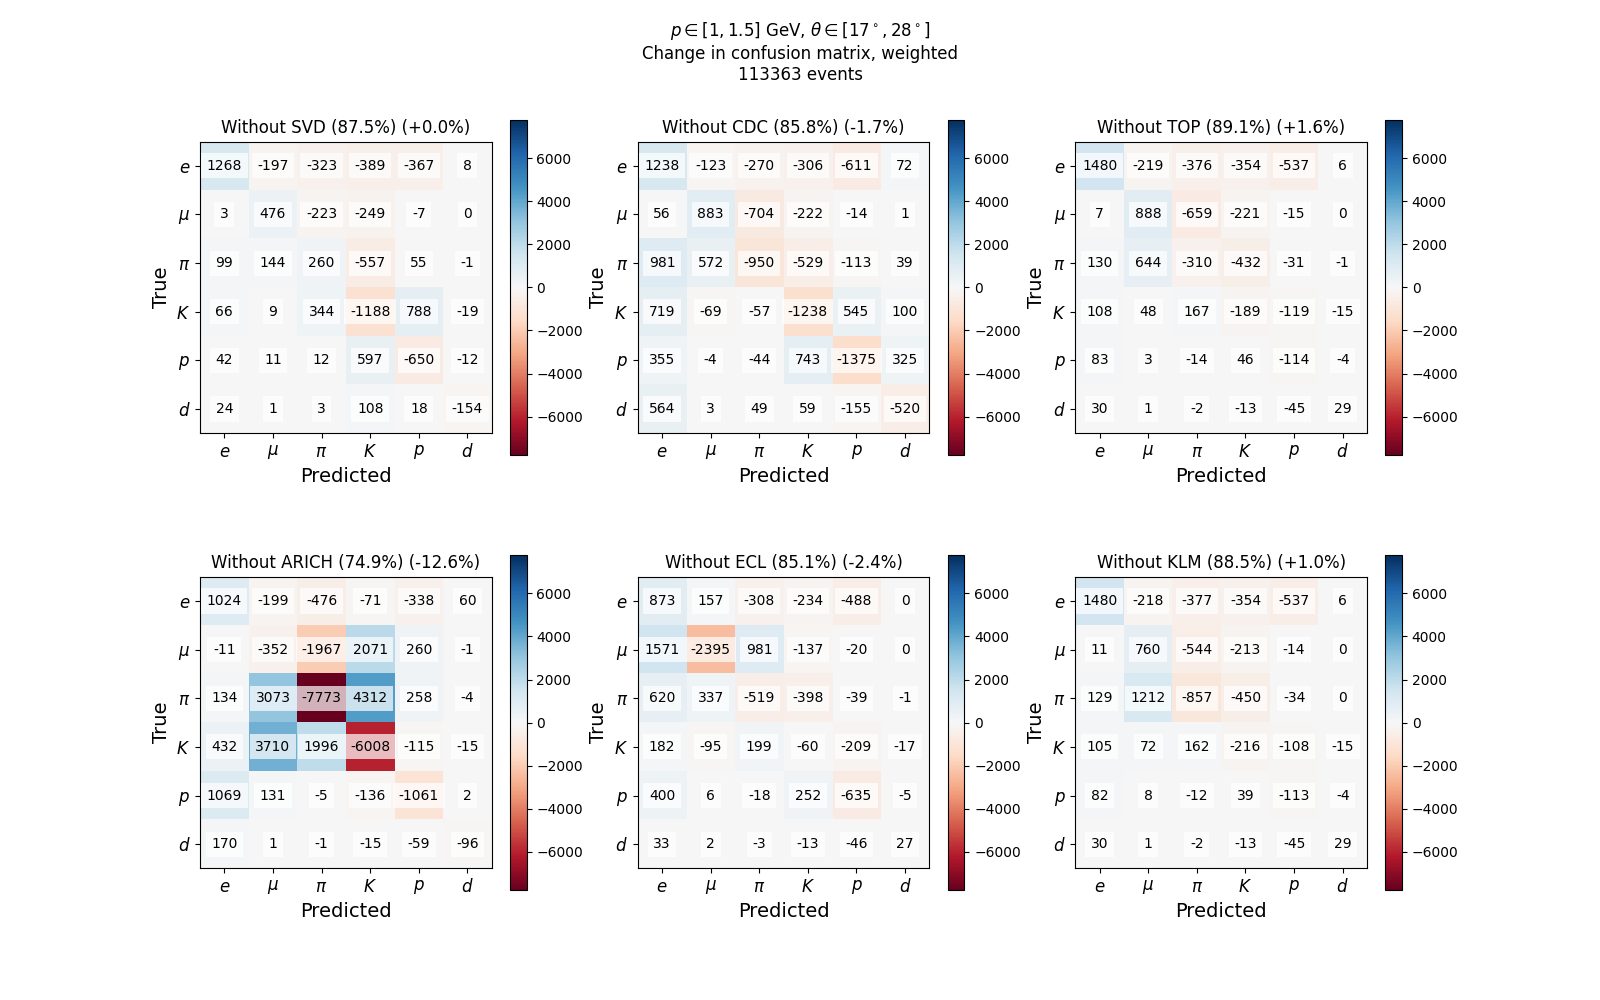 p ∈ [1, 1.5] GeV, θ ∈ [17°, 28°]
Change in confusion matrix, weighted
113363 events
Without SVD (87.5%) (+0.0%)
True
e 1268 -197 -323 -389 -367 8
μ 3 476 -223 -249 -7 0
π 99 144 260 -557 55 -1
K 66 9 344 -1188 788 -19
p 42 11 12 597 -650 -12
d 24 1 3 108 18 -154
e μ π K p d
Predicted
6000
4000
2000
0
−2000
−4000
−6000
Without CDC (85.8%) (-1.7%)
True
e 1238 -123 -270 -306 -611 72
μ 56 883 -704 -222 -14 1
π 981 572 -950 -529 -113 39
K 719 -69 -57 -1238 545 100
p 355 -4 -44 743 -1375 325
d 564 3 49 59 -155 -520
e μ π K p d
Predicted
6000
4000
2000
0
−2000
−4000
−6000
Without TOP (89.1%) (+1.6%)
True
e 1480 -219 -376 -354 -537 6
μ 7 888 -659 -221 -15 0
π 130 644 -310 -432 -31 -1
K 108 48 167 -189 -119 -15
p 83 3 -14 46 -114 -4
d 30 1 -2 -13 -45 29
e μ π K p d
Predicted
6000
4000
2000
0
−2000
−4000
−6000
Without ARICH (74.9%) (-12.6%)
True
e 1024 -199 -476 -71 -338 60
μ -11 -352 -1967 2071 260 -1
π 134 3073 -7773 4312 258 -4
K 432 3710 1996 -6008 -115 -15
p 1069 131 -5 -136 -1061 2
d 170 1 -1 -15 -59 -96
e μ π K p d
Predicted
6000
4000
2000
0
−2000
−4000
−6000
Without ECL (85.1%) (-2.4%)
True
e 873 157 -308 -234 -488 0
μ 1571 -2395 981 -137 -20 0
π 620 337 -519 -398 -39 -1
K 182 -95 199 -60 -209 -17
p 400 6 -18 252 -635 -5
d 33 2 -3 -13 -46 27
e μ π K p d
Predicted
6000
4000
2000
0
−2000
−4000
−6000
Without KLM (88.5%) (+1.0%)
True
e 1480 -218 -377 -354 -537 6
μ 11 760 -544 -213 -14 0
π 129 1212 -857 -450 -34 0
K 105 72 162 -216 -108 -15
p 82 8 -12 39 -113 -4
d 30 1 -2 -13 -45 29
e μ π K p d
Predicted
6000
4000
2000
0
−2000
−4000
−6000